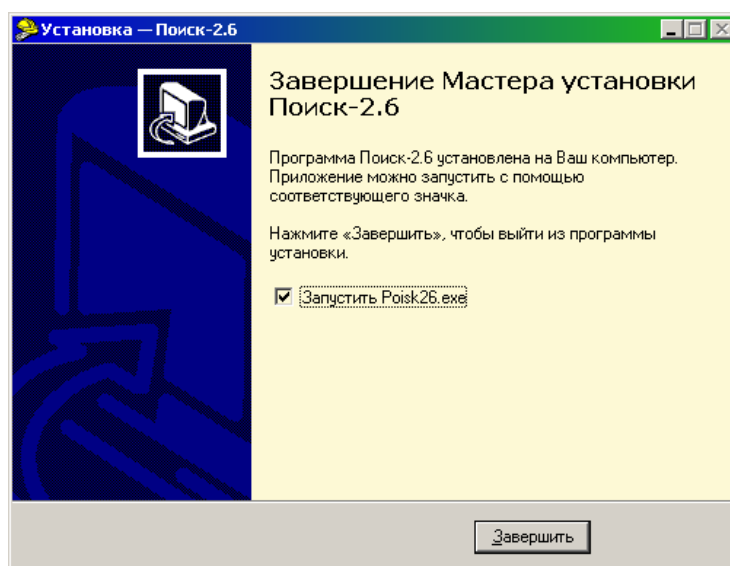 Установка — Поиск-2.6
Завершение Мастера установки
Поиск-2.6
Программа Поиск-2.6 установлена на Ваш компьютер.
Приложение можно запустить с помощью
соответствующего значка.
Нажмите «Завершить», чтобы выйти из программы
установки.
Запустить Poisk26.exe
Завершить